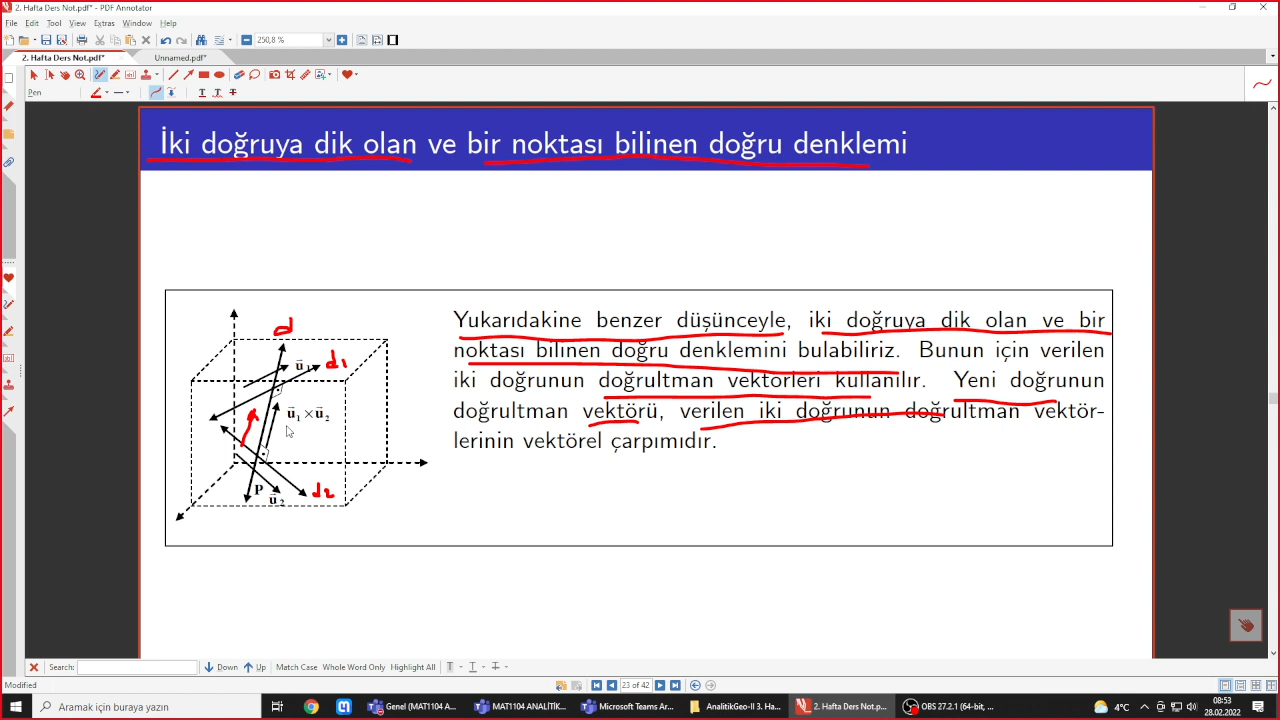 2. Hafta Ders Not.pdf* - PDF Annotator
File Edit Tool View Extras Window Help
250,8 %
2. Hafta Ders Not.pdf* Unnamed.pdf*
Pen
İki doğruya dik olan ve bir noktası bilinen doğru denklemi
d
u⃗1 d1
u⃗1 × u⃗2
P
u⃗2 d2
Yukarıdakine benzer düşünceyle, iki doğruya dik olan ve bir
noktası bilinen doğru denklemini bulabiliriz. Bunun için verilen
iki doğrunun doğrultman vektörleri kullanılır. Yeni doğrunun
doğrultman vektörü, verilen iki doğrunun doğrultman vektör-
lerinin vektörel çarpımıdır.
Search: Down Up Match Case Whole Word Only Highlight All
Modified
23 of 42
Aramak için buraya yazın
Genel (MAT1104 A...
MAT1104 ANALİTİK...
Microsoft Teams Ar...
AnalitikGeo-II 3. Ha...
2. Hafta Ders Not.p...
OBS 27.2.1 (64-bit, ...
4°C
08:53
28.02.2022